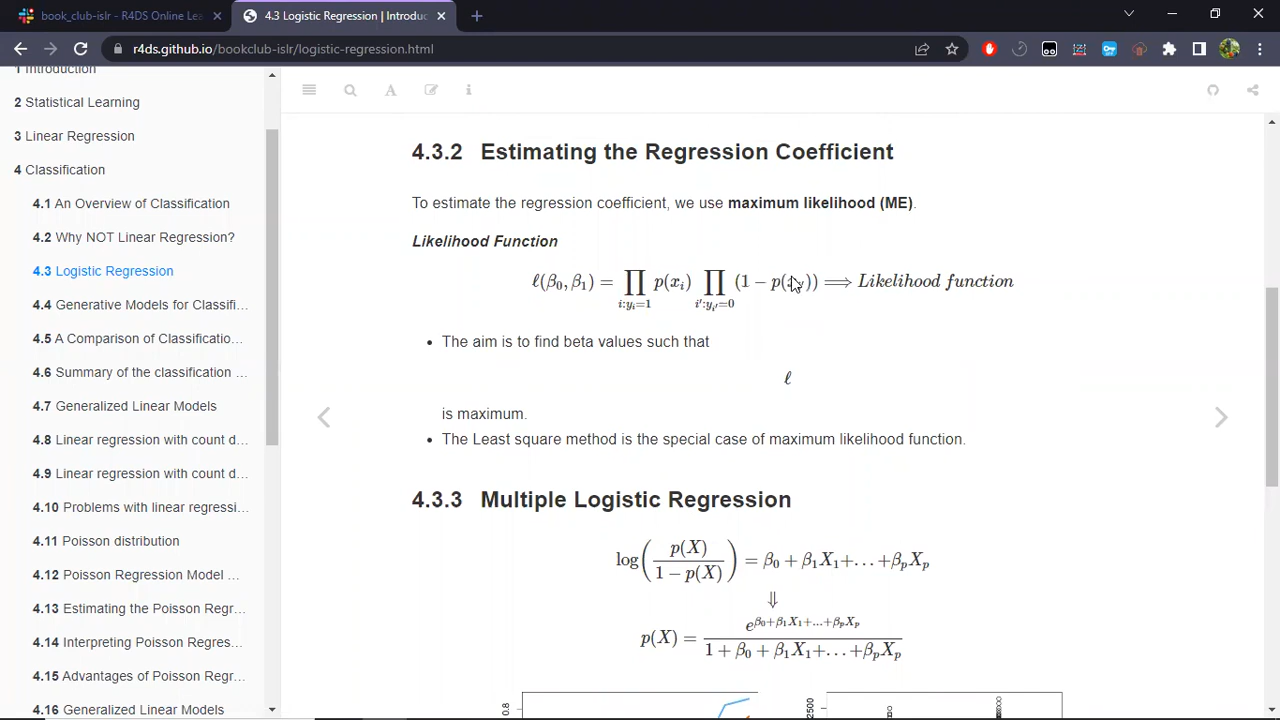 book_club-islr - R4DS Online Lea
4.3 Logistic Regression | Introduc
r4ds.github.io/bookclub-islr/logistic-regression.html
1 Introduction
2 Statistical Learning
3 Linear Regression
4 Classification
4.1 An Overview of Classification
4.2 Why NOT Linear Regression?
4.3 Logistic Regression
4.4 Generative Models for Classifi...
4.5 A Comparison of Classificatio...
4.6 Summary of the classification ...
4.7 Generalized Linear Models
4.8 Linear regression with count d...
4.9 Linear regression with count d...
4.10 Problems with linear regressi...
4.11 Poisson distribution
4.12 Poisson Regression Model ...
4.13 Estimating the Poisson Regr...
4.14 Interpreting Poisson Regres...
4.15 Advantages of Poisson Regr...
4.16 Generalized Linear Models
4.3.2 Estimating the Regression Coefficient
To estimate the regression coefficient, we use maximum likelihood (ME).
Likelihood Function
ℓ(β₀, β₁) = ∏_{i:y_i=1} p(x_i) ∏_{i':y_{i'}=0} (1 − p(x_{i'})) ⟹ Likelihood function
• The aim is to find beta values such that
ℓ
is maximum.
• The Least square method is the special case of maximum likelihood function.
4.3.3 Multiple Logistic Regression
log(p(X) / 1 − p(X)) = β₀ + β₁X₁+…+βₚXₚ
⇓
p(X) = e^{β₀+β₁X₁+…+βₚXₚ} / 1 + β₀ + β₁X₁+…+βₚXₚ
0.8
2500